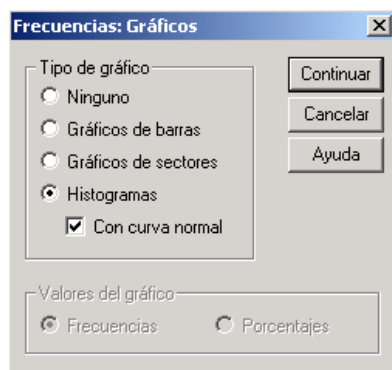 Frecuencias: Gráficos
Tipo de gráfico
Ninguno
Gráficos de barras
Gráficos de sectores
Histogramas
Con curva normal
Continuar
Cancelar
Ayuda
Valores del gráfico
Frecuencias Porcentajes